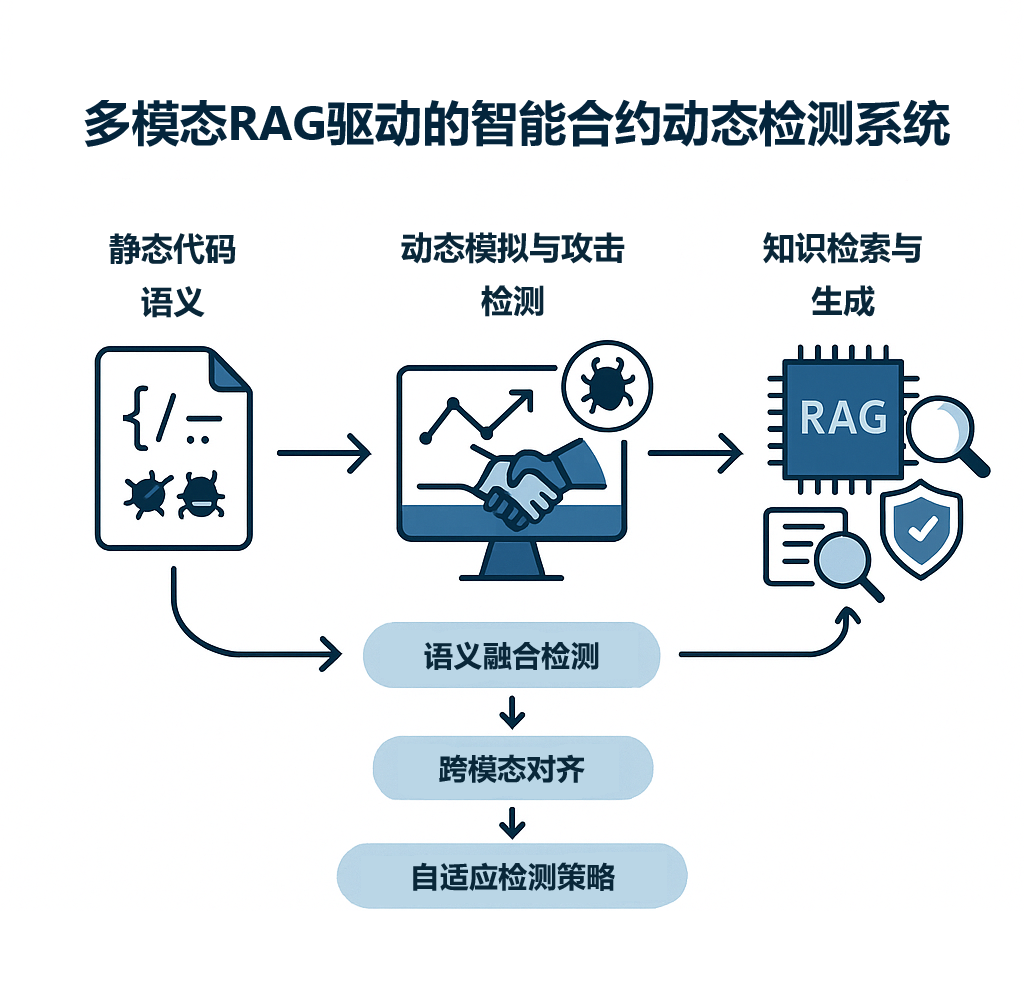 多模态RAG驱动的智能合约动态检测系统
静态代码
语义
动态模拟与攻击
检测
知识检索与
生成
{/ —
RAG
语义融合检测
跨模态对齐
自适应检测策略